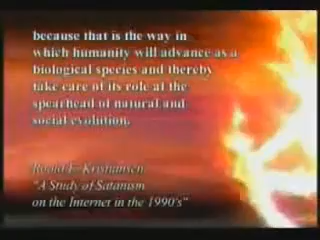 because that is the way in
which humanity will advance as a
biological species and thereby
take care of its role at the
spearhead of natural and
social evolution.
Roald E. Kristiansen
"A Study of Satanism
on the Internet in the 1990's"